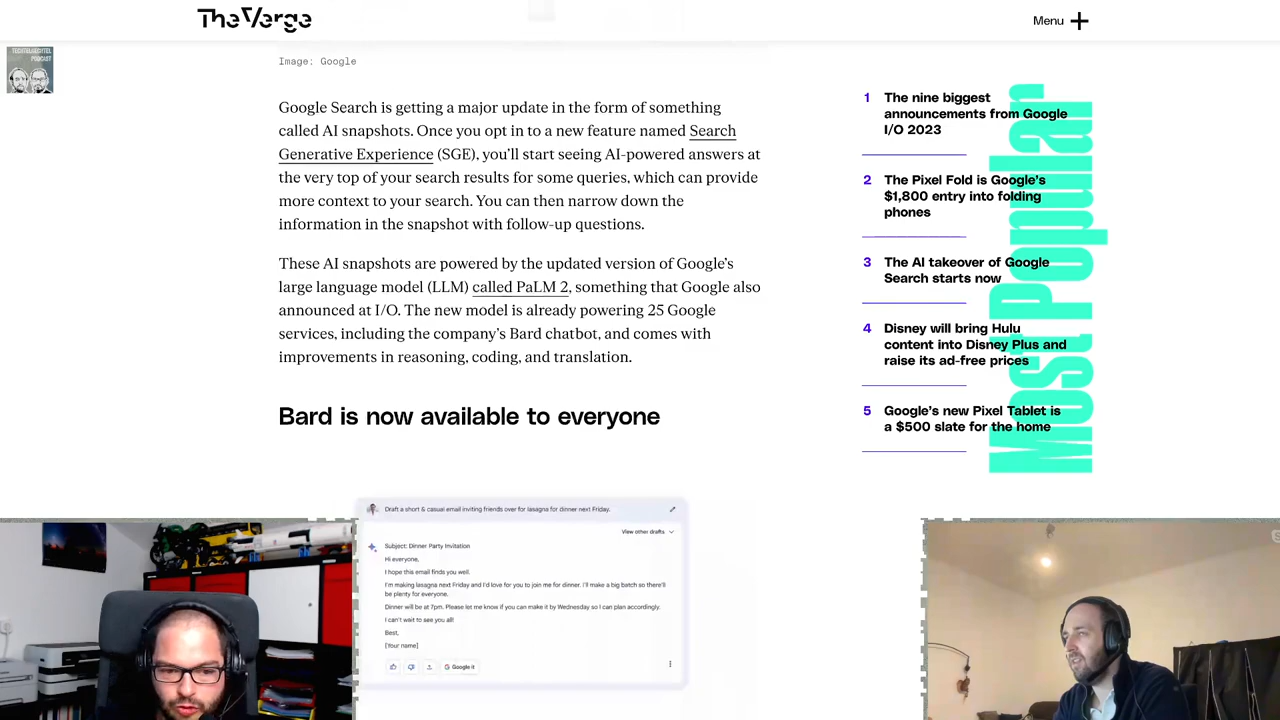 The Verge
Menu
TECHTELMECHTEL
PODCAST
Image: Google
Google Search is getting a major update in the form of something
called AI snapshots. Once you opt in to a new feature named Search
Generative Experience (SGE), you’ll start seeing AI-powered answers at
the very top of your search results for some queries, which can provide
more context to your search. You can then narrow down the
information in the snapshot with follow-up questions.
These AI snapshots are powered by the updated version of Google’s
large language model (LLM) called PaLM 2, something that Google also
announced at I/O. The new model is already powering 25 Google
services, including the company’s Bard chatbot, and comes with
improvements in reasoning, coding, and translation.
Bard is now available to everyone
Draft a short & casual email inviting friends over for lasagna for dinner next Friday.
View other drafts
Subject: Dinner Party Invitation
Hi everyone,
I hope this email finds you well.
I'm making lasagna next Friday and I'd love for you to join me for dinner. I'll make a big batch so there'll
be plenty for everyone.
Dinner will be at 7pm. Please let me know if you can make it by Wednesday so I can plan accordingly.
I can't wait to see you all!
Best,
[Your name]
Google it
Most Popular
1 The nine biggest
announcements from Google
I/O 2023
2 The Pixel Fold is Google’s
$1,800 entry into folding
phones
3 The AI takeover of Google
Search starts now
4 Disney will bring Hulu
content into Disney Plus and
raise its ad-free prices
5 Google’s new Pixel Tablet is
a $500 slate for the home